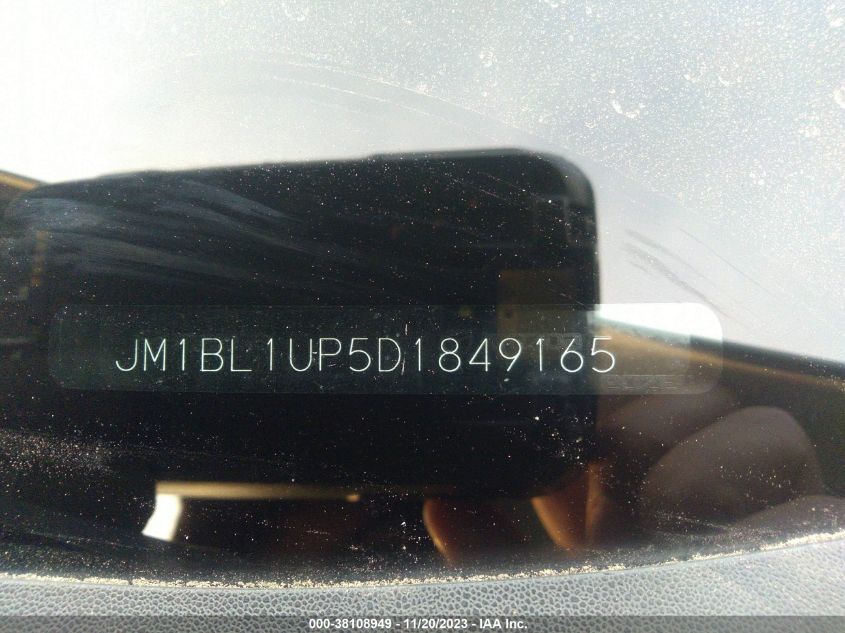 JM1BL1UP5D1849165
000-38108949 - 11/20/2023 - IAA Inc.